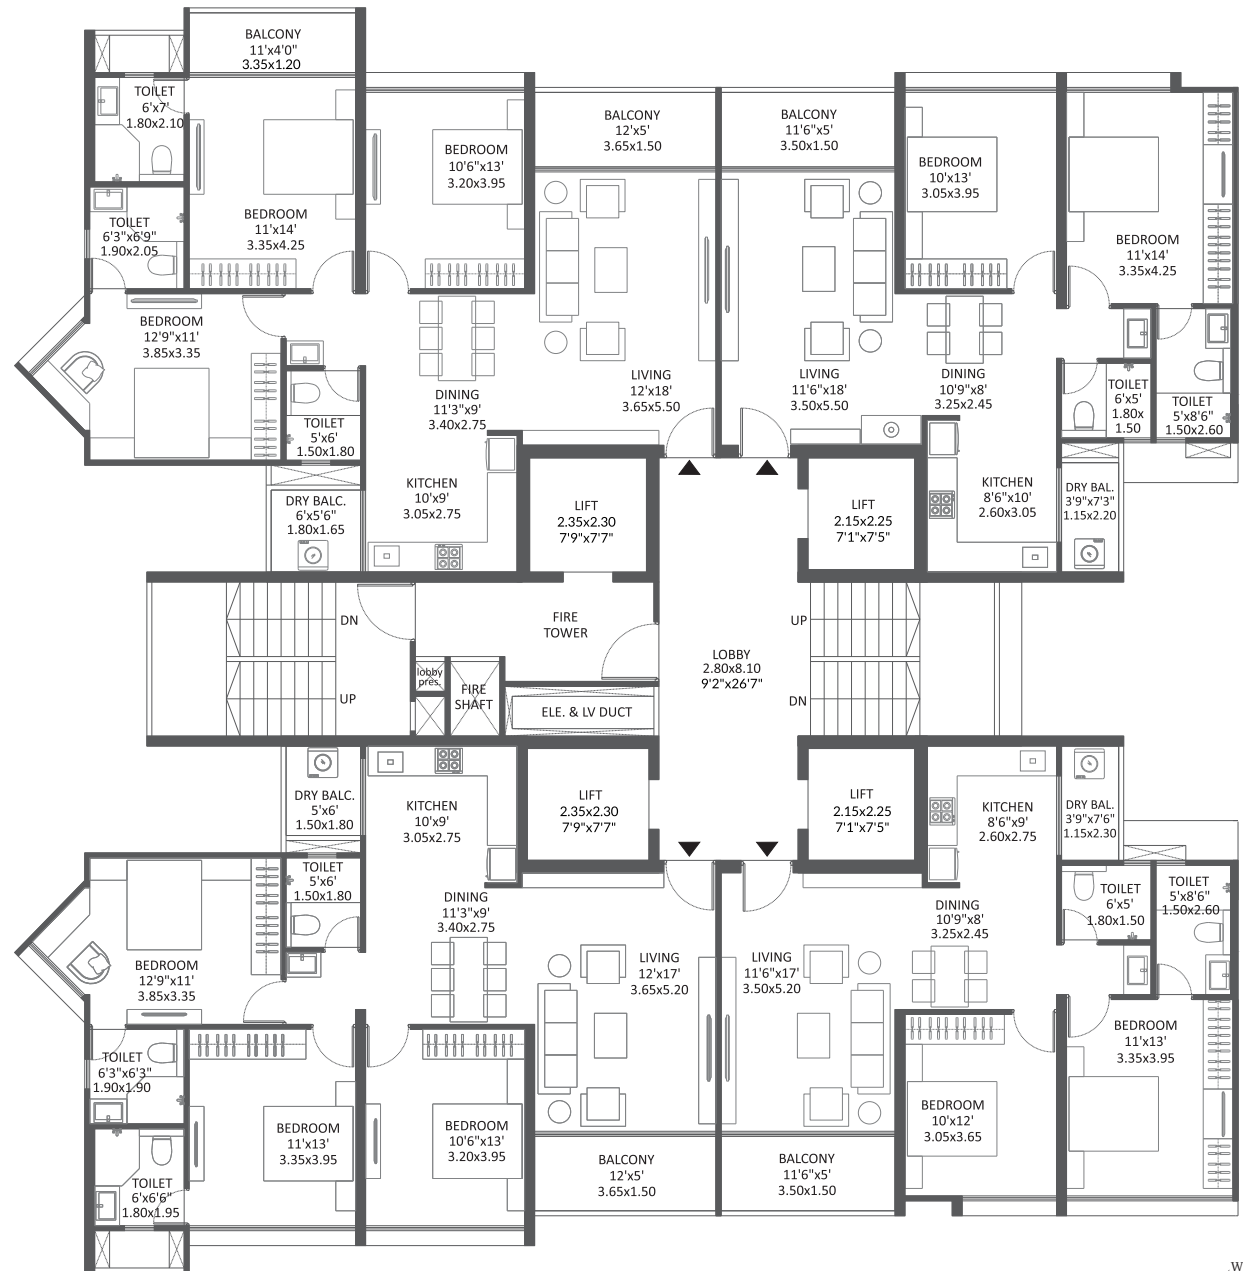 BALCONY
11'x4'0"
3.35x1.20
TOILET
6'x7'
1.80x2.10
BALCONY
12'x5'
3.65x1.50
BALCONY
11'6"x5'
3.50x1.50
BEDROOM
10'6"x13'
3.20x3.95
BEDROOM
10'x13'
3.05x3.95
BEDROOM
11'x14'
3.35x4.25
TOILET
6'3"x6'9"
1.90x2.05
BEDROOM
11'x14'
3.35x4.25
BEDROOM
12'9"x11'
3.85x3.35
LIVING
12'x18'
3.65x5.50
LIVING
11'6"x18'
3.50x5.50
DINING
11'3"x9'
3.40x2.75
DINING
10'9"x8'
3.25x2.45
TOILET
6'x5'
1.80x
1.50
TOILET
5'x8'6"
1.50x2.60
TOILET
5'x6'
1.50x1.80
DRY BALC.
6'x5'6"
1.80x1.65
KITCHEN
10'x9'
3.05x2.75
LIFT
2.35x2.30
7'9"x7'7"
LIFT
2.15x2.25
7'1"x7'5"
KITCHEN
8'6"x10'
2.60x3.05
DRY BAL.
3'9"x7'3"
1.15x2.20
DN
FIRE
TOWER
UP
LOBBY
2.80x8.10
9'2"x26'7"
lobby
pres.
FIRE
SHAFT
UP
ELE. & LV DUCT
DN
DRY BALC.
5'x6'
1.50x1.80
KITCHEN
10'x9'
3.05x2.75
LIFT
2.35x2.30
7'9"x7'7"
LIFT
2.15x2.25
7'1"x7'5"
KITCHEN
8'6"x9'
2.60x2.75
DRY BAL.
3'9"x7'6"
1.15x2.30
TOILET
5'x6'
1.50x1.80
DINING
11'3"x9'
3.40x2.75
DINING
10'9"x8'
3.25x2.45
TOILET
6'x5'
1.80x1.50
TOILET
5'x8'6"
1.50x2.60
BEDROOM
12'9"x11'
3.85x3.35
LIVING
12'x17'
3.65x5.20
LIVING
11'6"x17'
3.50x5.20
BEDROOM
11'x13'
3.35x3.95
TOILET
6'3"x6'3"
1.90x1.90
BEDROOM
11'x13'
3.35x3.95
BEDROOM
10'6"x13'
3.20x3.95
BEDROOM
10'x12'
3.05x3.65
BALCONY
12'x5'
3.65x1.50
BALCONY
11'6"x5'
3.50x1.50
TOILET
6'x6'6"
1.80x1.95
.W